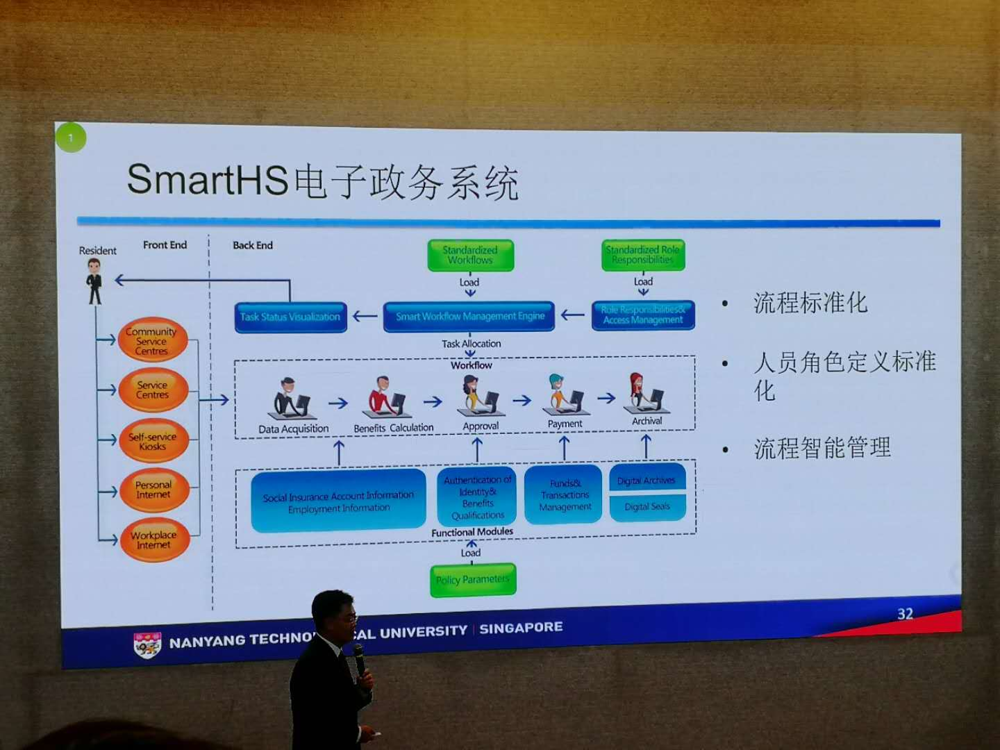 1
SmartHS电子政务系统
Resident
Front End
Back End
Standardized
Workflows
Standardized Role
Responsibilities
Load
Load
Task Status Visualization
Smart Workflow Management Engine
Role Responsibilities&
Access Management
Task Allocation
Workflow
Community
Service
Centres
Service
Centres
Self-service
Kiosks
Personal
Internet
Workplace
Internet
Data Acquisition
Benefits Calculation
Approval
Payment
Archival
Social Insurance Account Information
Employment Information
Authentication of
Identity&
Benefits
Qualifications
Funds&
Transactions
Management
Digital Archives
Digital Seals
Functional Modules
Load
Policy Parameters
• 流程标准化
• 人员角色定义标准
化
• 流程智能管理
NANYANG TECHNO CAL UNIVERSITY | SINGAPORE
32